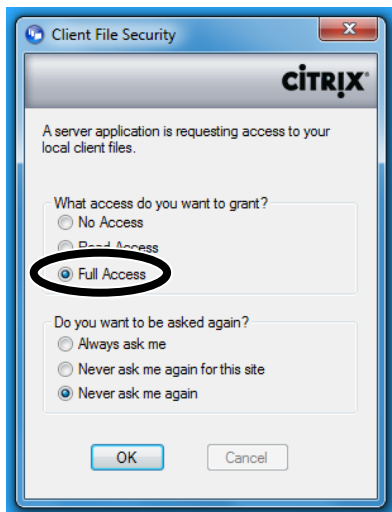 Client File Security
CİTRỊX
A server application is requesting access to your
local client files.
What access do you want to grant?
No Access
Read Access
Full Access
Do you want to be asked again?
Always ask me
Never ask me again for this site
Never ask me again
OK
Cancel